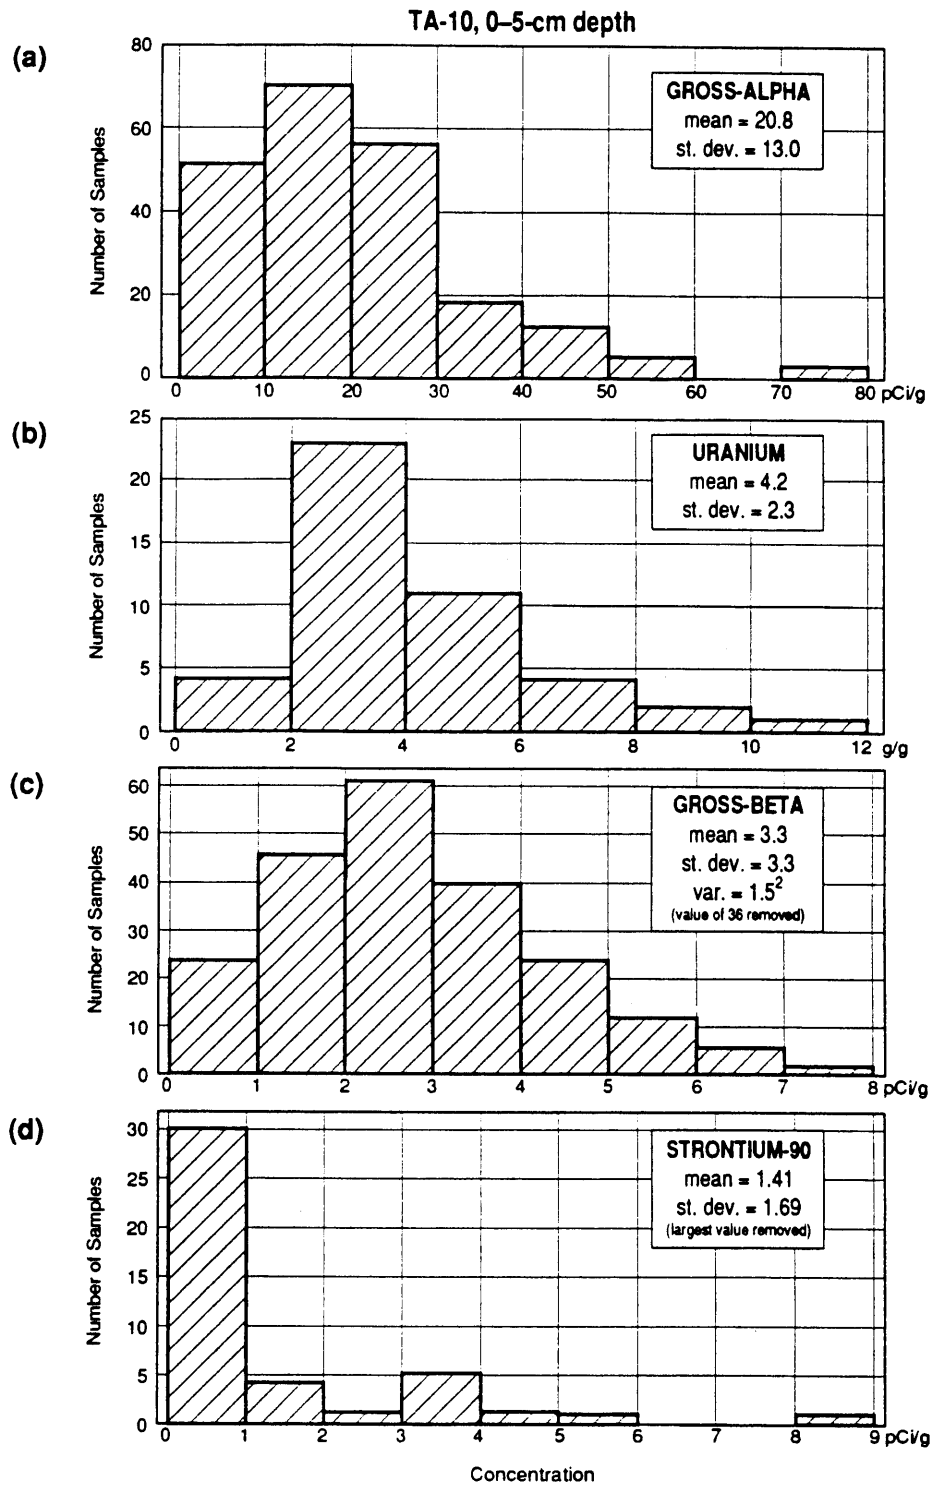 TA-10, 0–5-cm depth
(a)
Number of Samples
80
60
40
20
0
GROSS-ALPHA
mean = 20.8
st. dev. = 13.0
0 10 20 30 40 50 60 70 80 pCi/g
(b)
Number of Samples
25
20
15
10
5
0
URANIUM
mean = 4.2
st. dev. = 2.3
0 2 4 6 8 10 12 g/g
(c)
Number of Samples
60
50
40
30
20
10
0
GROSS-BETA
mean = 3.3
st. dev. = 3.3
var. = 1.5²
(value of 36 removed)
0 1 2 3 4 5 6 7 8 pCi/g
(d)
Number of Samples
30
25
20
15
10
5
0
STRONTIUM-90
mean = 1.41
st. dev. = 1.69
(largest value removed)
0 1 2 3 4 5 6 7 8 9 pCi/g
Concentration